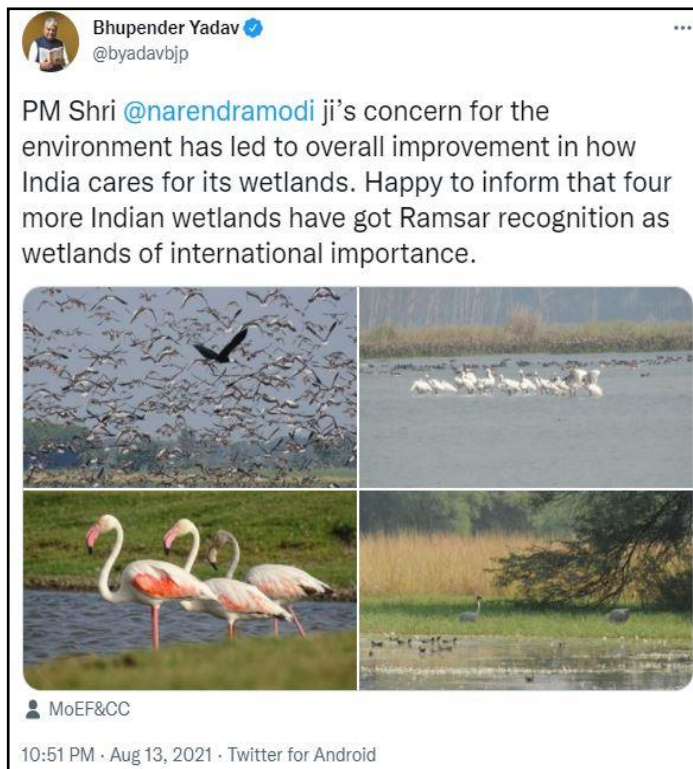 Bhupender Yadav
@byadavbjp
PM Shri @narendramodi ji’s concern for the
environment has led to overall improvement in how
India cares for its wetlands. Happy to inform that four
more Indian wetlands have got Ramsar recognition as
wetlands of international importance.
MoEF&CC
10:51 PM · Aug 13, 2021 · Twitter for Android